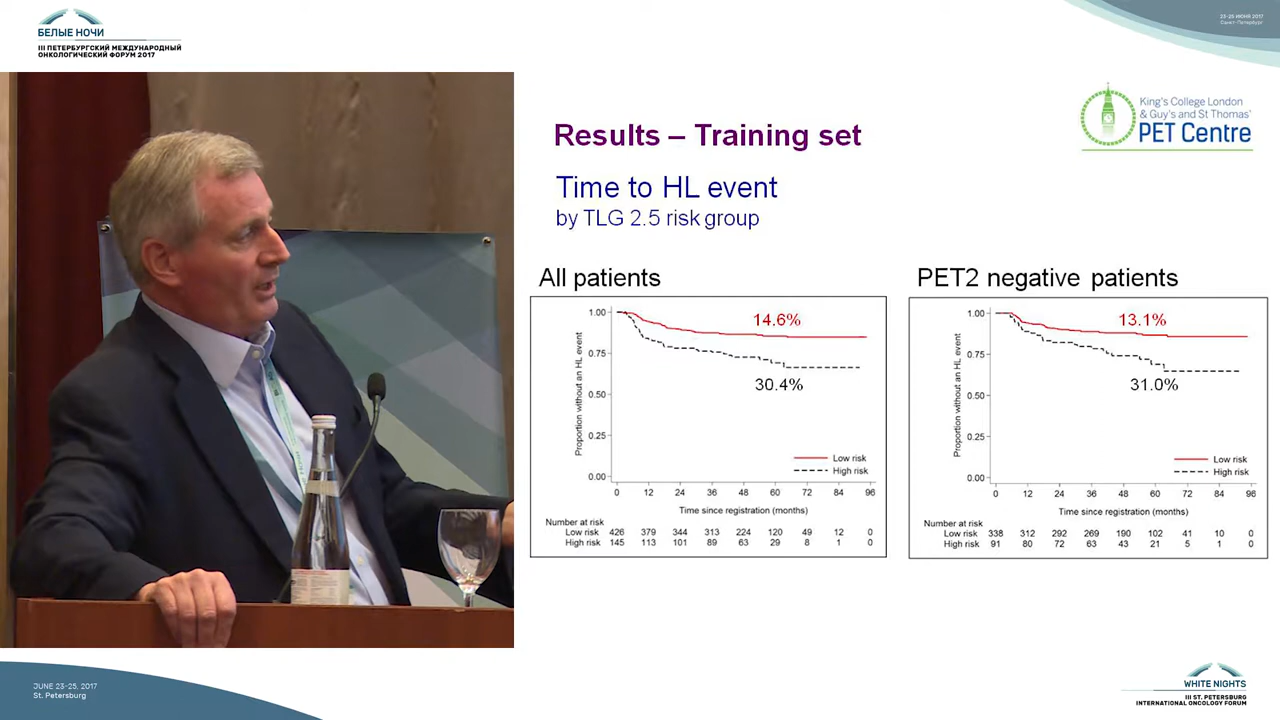 БЕЛЫЕ НОЧИ
III ПЕТЕРБУРГСКИЙ МЕЖДУНАРОДНЫЙ
ОНКОЛОГИЧЕСКИЙ ФОРУМ 2017
23-25 ИЮНЯ 2017
Санкт-Петербург
King's College London
& Guy's and St Thomas'
PET Centre
Results – Training set
Time to HL event
by TLG 2.5 risk group
All patients
1.00
0.75
0.50
0.25
0.00
Proportion without an HL event
14.6%
30.4%
Low risk
High risk
0 12 24 36 48 60 72 84 96
Time since registration (months)
Number at risk
Low risk 426 379 344 313 224 120 49 12 0
High risk 145 113 101 89 63 29 8 1 0
PET2 negative patients
1.00
0.75
0.50
0.25
0.00
Proportion without an HL event
13.1%
31.0%
Low risk
High risk
0 12 24 36 48 60 72 84 96
Time since registration (months)
Number at risk
Low risk 338 312 292 269 190 102 41 10 0
High risk 91 80 72 63 43 21 5 1 0
JUNE 23-25, 2017
St. Petersburg
WHITE NIGHTS
III ST. PETERSBURG
INTERNATIONAL ONCOLOGY FORUM